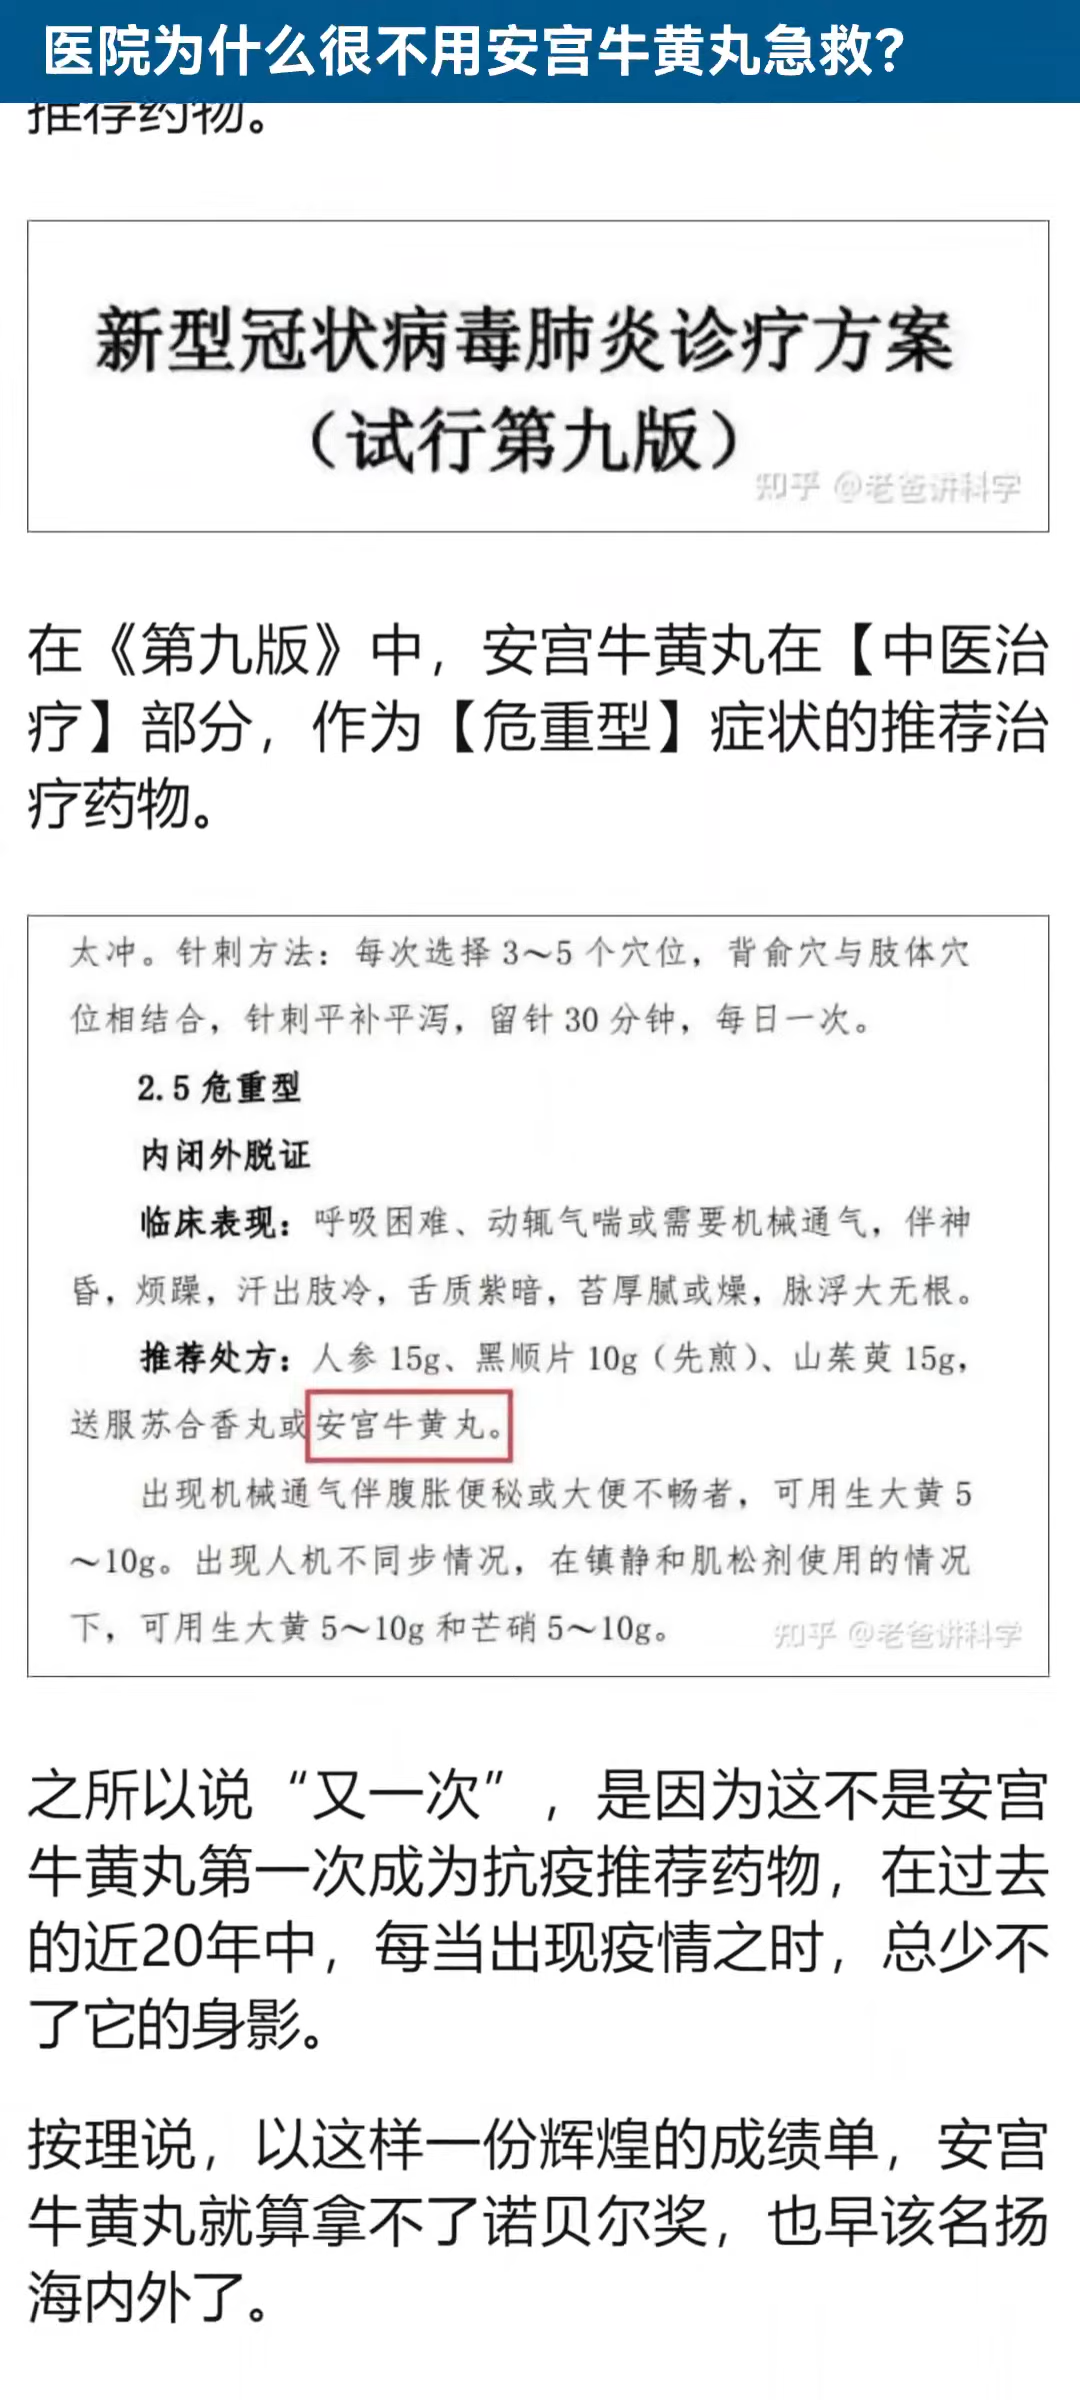 医院为什么很不用安宫牛黄丸急救?
推荐药物。
新型冠状病毒肺炎诊疗方案
（试行第九版）
知乎 @老爸讲科学
在《第九版》中，安宫牛黄丸在【中医治
疗】部分，作为【危重型】症状的推荐治
疗药物。
太冲。针刺方法：每次选择 3～5 个穴位，背俞穴与肢体穴
位相结合，针刺平补平泻，留针 30 分钟，每日一次。
2.5 危重型
内闭外脱证
临床表现：呼吸困难、动辄气喘或需要机械通气，伴神
昏，烦躁，汗出肢冷，舌质紫暗，苔厚腻或燥，脉浮大无根。
推荐处方：人参 15g、黑顺片 10g（先煎）、山茱萸 15g，
送服苏合香丸或安宫牛黄丸。
出现机械通气伴腹胀便秘或大便不畅者，可用生大黄 5
～10g。出现人机不同步情况，在镇静和肌松剂使用的情况
下，可用生大黄 5～10g 和芒硝 5～10g。
知乎 @老爸讲科学
之所以说“又一次”，是因为这不是安宫
牛黄丸第一次成为抗疫推荐药物，在过去
的近20年中，每当出现疫情之时，总少不
了它的身影。
按理说，以这样一份辉煌的成绩单，安宫
牛黄丸就算拿不了诺贝尔奖，也早该名扬
海内外了。